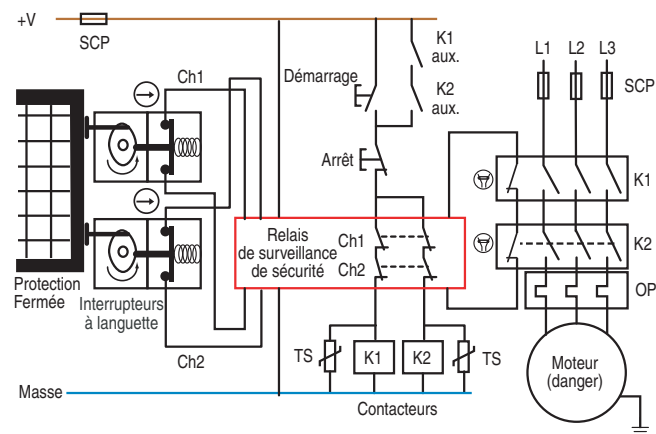 +V
SCP
K1
aux.
L1 L2 L3
Ch1
Démarrage
K2
aux.
SCP
Arrêt
K1
Relais
de surveillance
de sécurité
Ch1
Ch2
K2
Protection
Fermée
Interrupteurs
à languette
OP
Ch2
TS
K1
K2
TS
Moteur
(danger)
Masse
Contacteurs